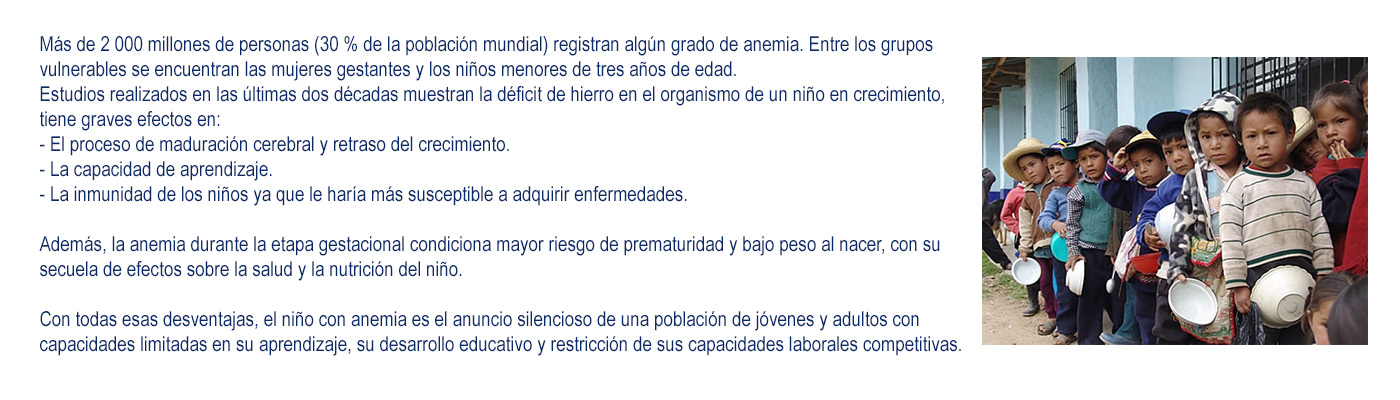 Más de 2 000 millones de personas (30 % de la población mundial) registran algún grado de anemia. Entre los grupos
vulnerables se encuentran las mujeres gestantes y los niños menores de tres años de edad.
Estudios realizados en las últimas dos décadas muestran la déficit de hierro en el organismo de un niño en crecimiento,
tiene graves efectos en:
- El proceso de maduración cerebral y retraso del crecimiento.
- La capacidad de aprendizaje.
- La inmunidad de los niños ya que le haría más susceptible a adquirir enfermedades.
Además, la anemia durante la etapa gestacional condiciona mayor riesgo de prematuridad y bajo peso al nacer, con su
secuela de efectos sobre la salud y la nutrición del niño.
Con todas esas desventajas, el niño con anemia es el anuncio silencioso de una población de jóvenes y adultos con
capacidades limitadas en su aprendizaje, su desarrollo educativo y restricción de sus capacidades laborales competitivas.